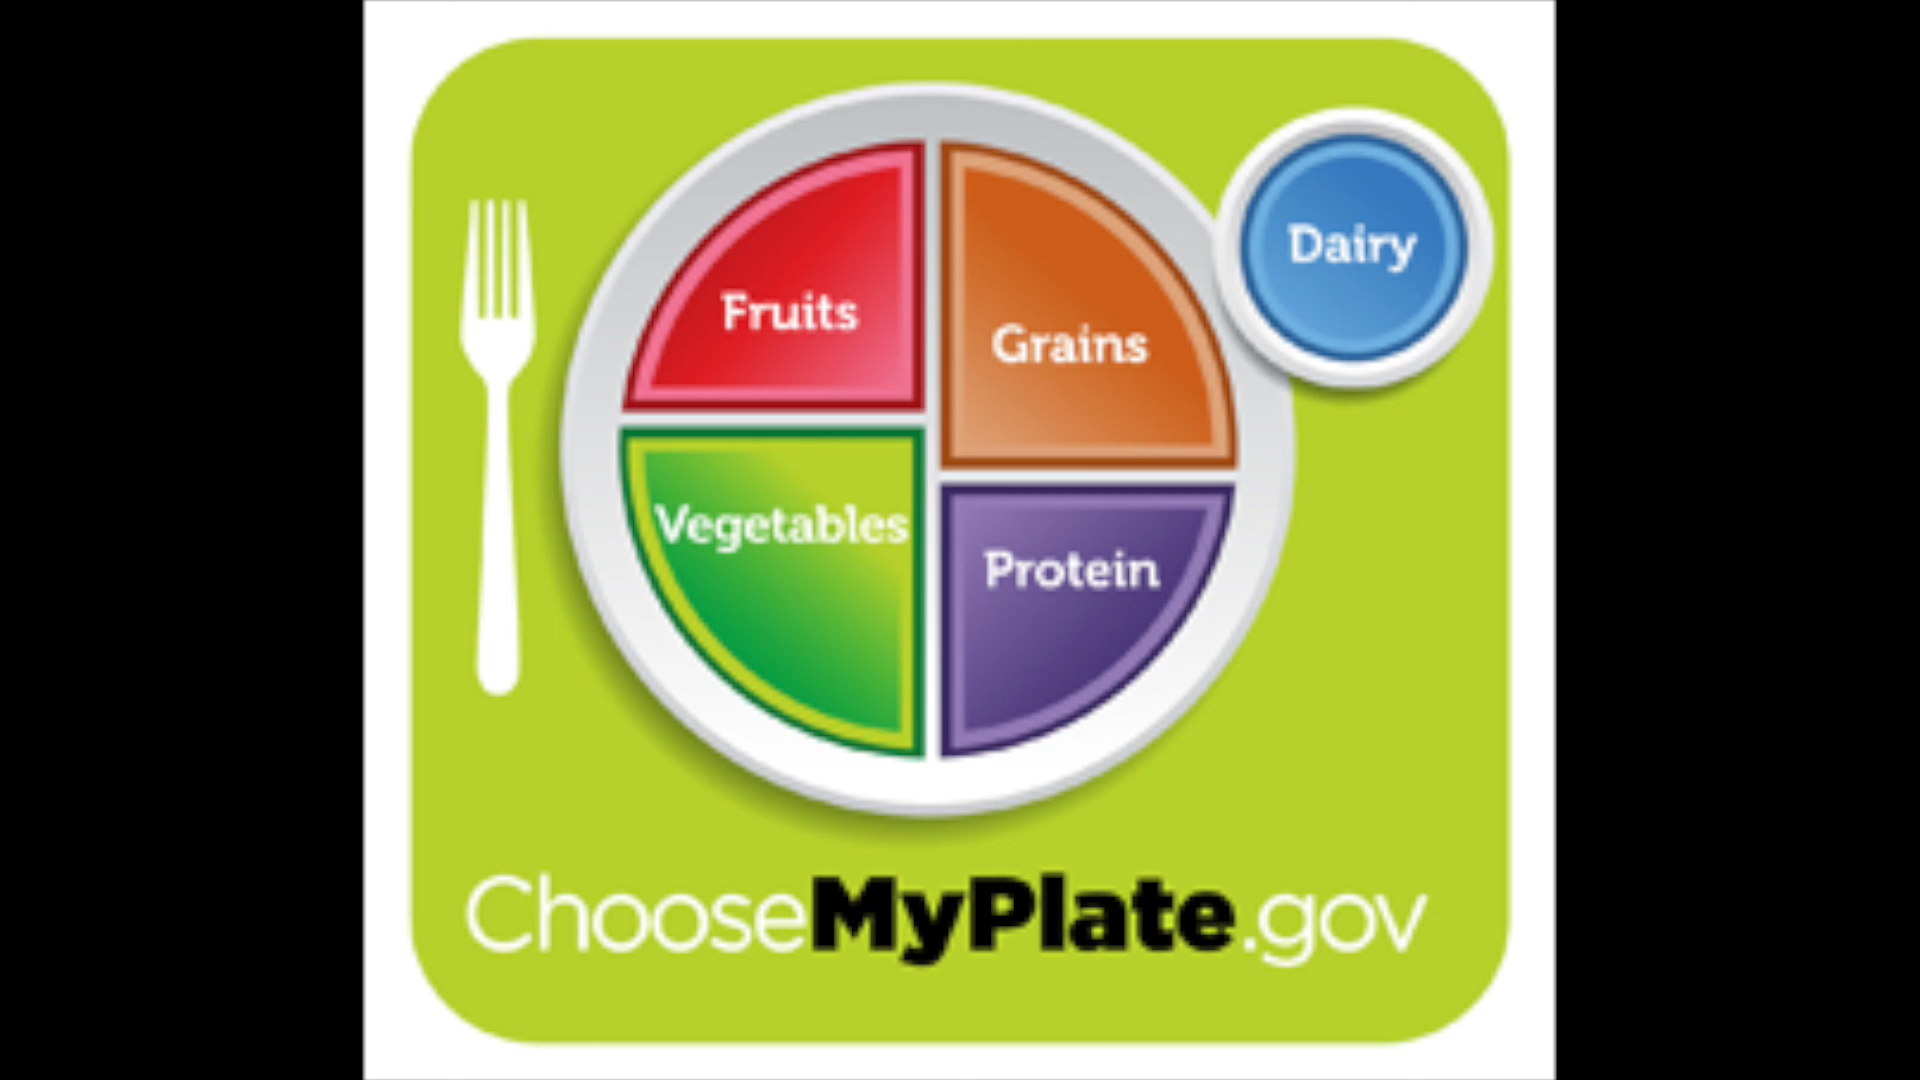 Dairy
Fruits
Grains
Vegetables
Protein
ChooseMyPlate.gov